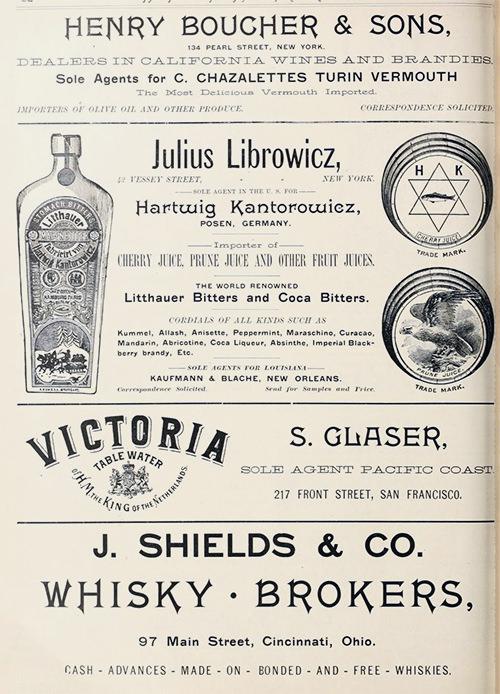 HENRY BOUCHER & SONS,
134 PEARL STREET, NEW YORK.
DEALERS IN CALIFORNIA WINES AND BRANDIES.
Sole Agents for C. CHAZALETTES TURIN VERMOUTH
The Most Delicious Vermouth Imported.
IMPORTERS OF OLIVE OIL AND OTHER PRODUCE. CORRESPONDENCE SOLICITED.
Julius Librowicz,
42 VESSEY STREET, - - NEW YORK.
SOLE AGENT IN THE U. S. FOR
Hartwig Kantorowicz,
POSEN, GERMANY.
Importer of
CHERRY JUICE, PRUNE JUICE AND OTHER FRUIT JUICES.
THE WORLD RENOWNED
Litthauer Bitters and Coca Bitters.
CORDIALS OF ALL KINDS SUCH AS
Kummel, Allash, Anisette, Peppermint, Maraschino, Curacao,
Mandarin, Abricotine, Coca Liqueur, Absinthe, Imperial Black-
berry brandy, Etc.
SOLE AGENTS FOR LOUISIANA
KAUFMANN & BLACHE, NEW ORLEANS.
Correspondence Solicited. Send for Samples and Price.
STOMACH BITTERS
Litthauer
Hartwig Kantorowicz
H K
CHERRY JUICE
TRADE MARK.
PRUNE JUICE
TRADE MARK.
VICTORIA
TABLE WATER
of H.M. THE KING OF THE NETHERLANDS.
S. GLASER,
SOLE AGENT PACIFIC COAST
217 FRONT STREET, SAN FRANCISCO.
J. SHIELDS & CO.
WHISKY · BROKERS,
97 Main Street, Cincinnati, Ohio.
CASH - ADVANCES - MADE - ON - BONDED - AND - FREE - WHISKIES.